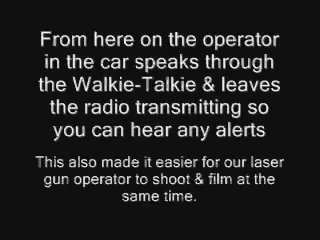 From here on the operator
in the car speaks through
the Walkie-Talkie & leaves
the radio transmitting so
you can hear any alerts
This also made it easier for our laser
gun operator to shoot & film at the
same time.